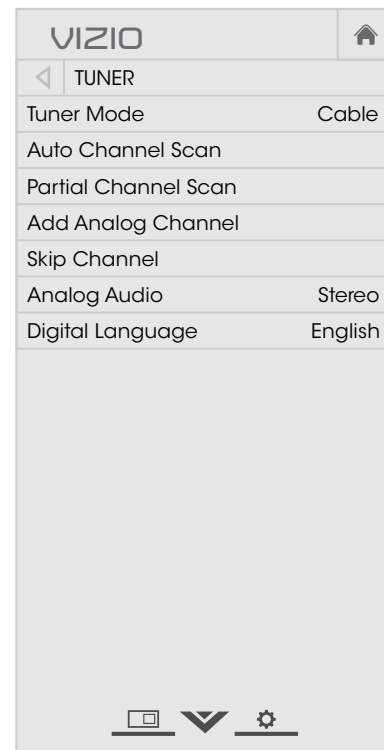 VIZIO
TUNER
Tuner Mode Cable
Auto Channel Scan
Partial Channel Scan
Add Analog Channel
Skip Channel
Analog Audio Stereo
Digital Language English